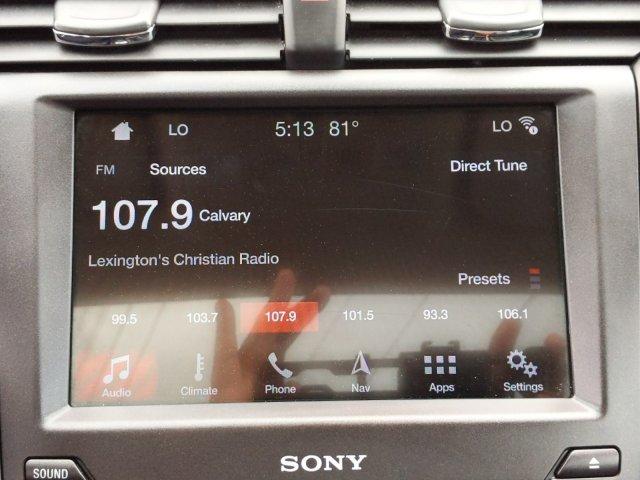 LO 5:13 81° LO
FM Sources Direct Tune
107.9 Calvary
Lexington's Christian Radio
Presets
99.5 103.7 107.9 101.5 93.3 106.1
Audio Climate Phone Nav Apps Settings
SONY
SOUND